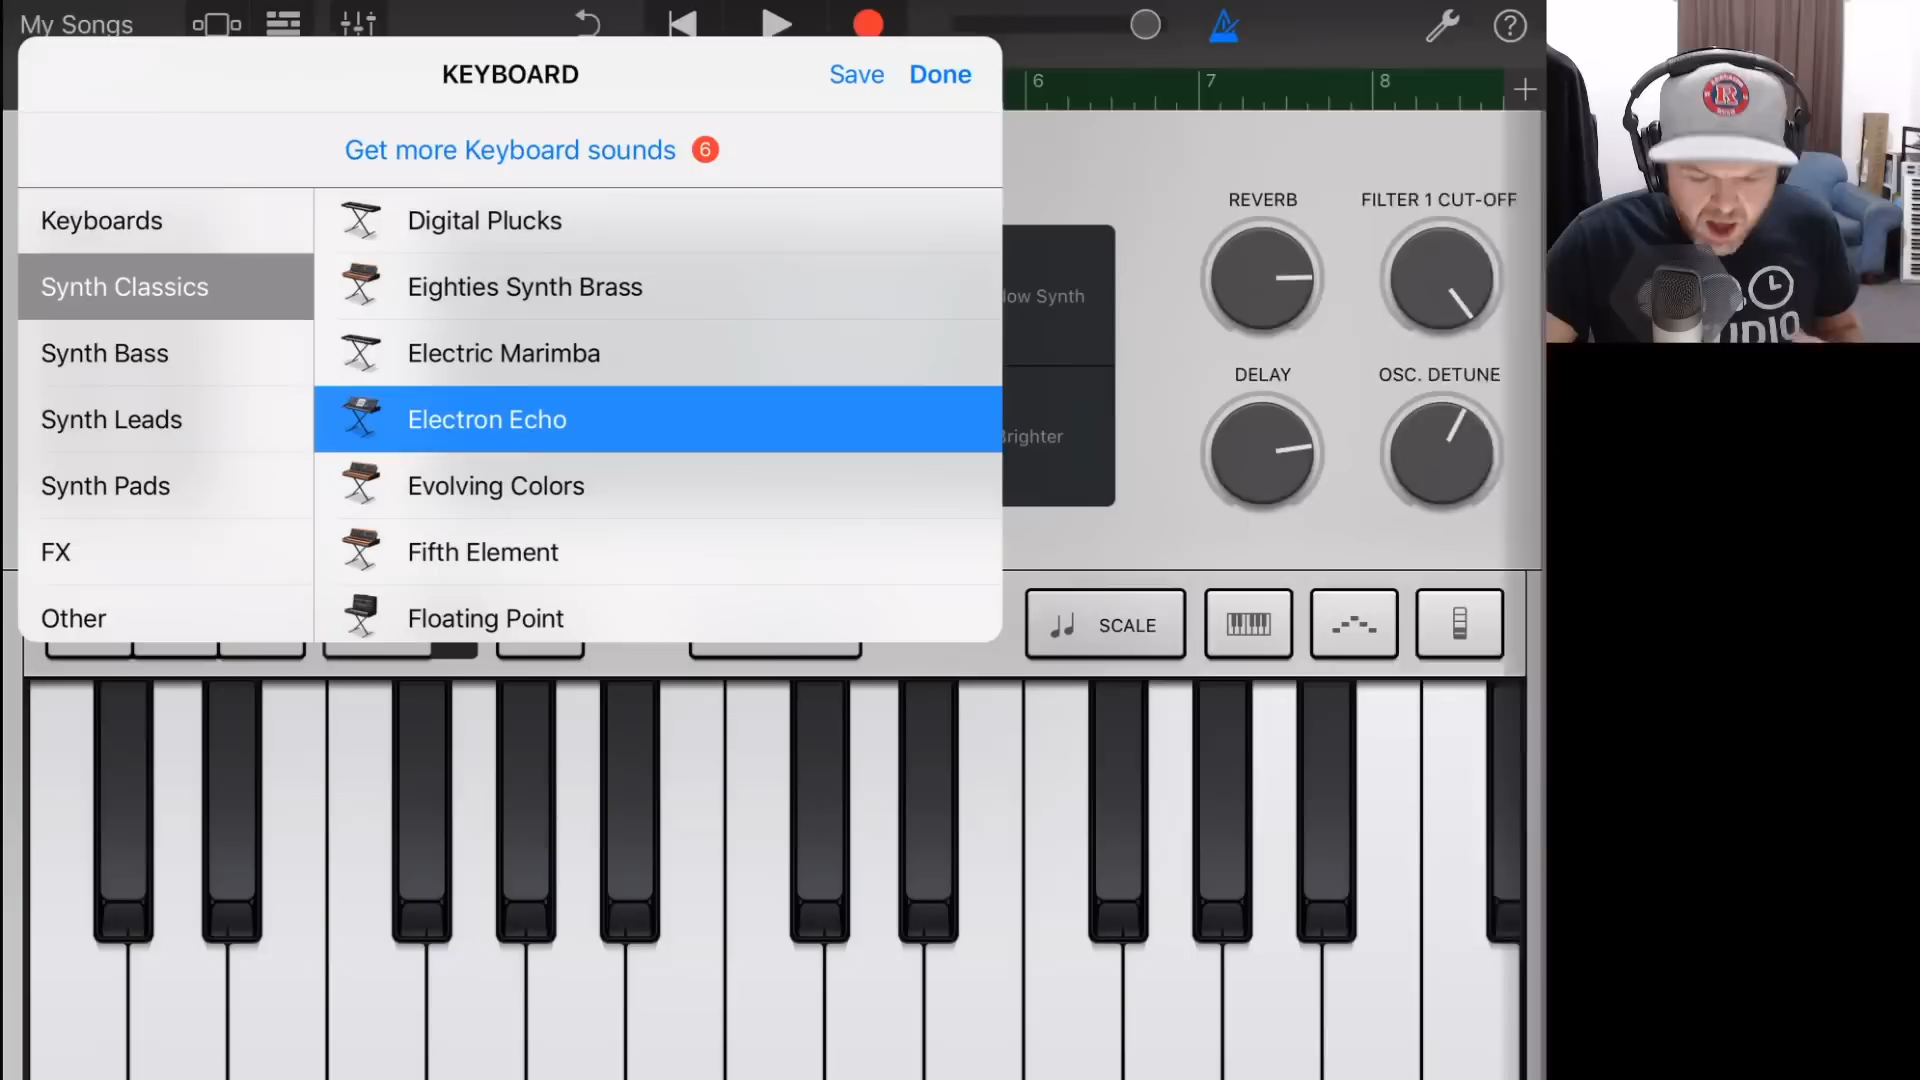 My Songs
KEYBOARD
Save
Done
Get more Keyboard sounds 6
6
7
8
Keyboards
Synth Classics
Synth Bass
Synth Leads
Synth Pads
FX
Other
Digital Plucks
Eighties Synth Brass
Electric Marimba
Electron Echo
Evolving Colors
Fifth Element
Floating Point
Synth
Brighter
REVERB
FILTER 1 CUT-OFF
DELAY
OSC. DETUNE
SCALE
?
R